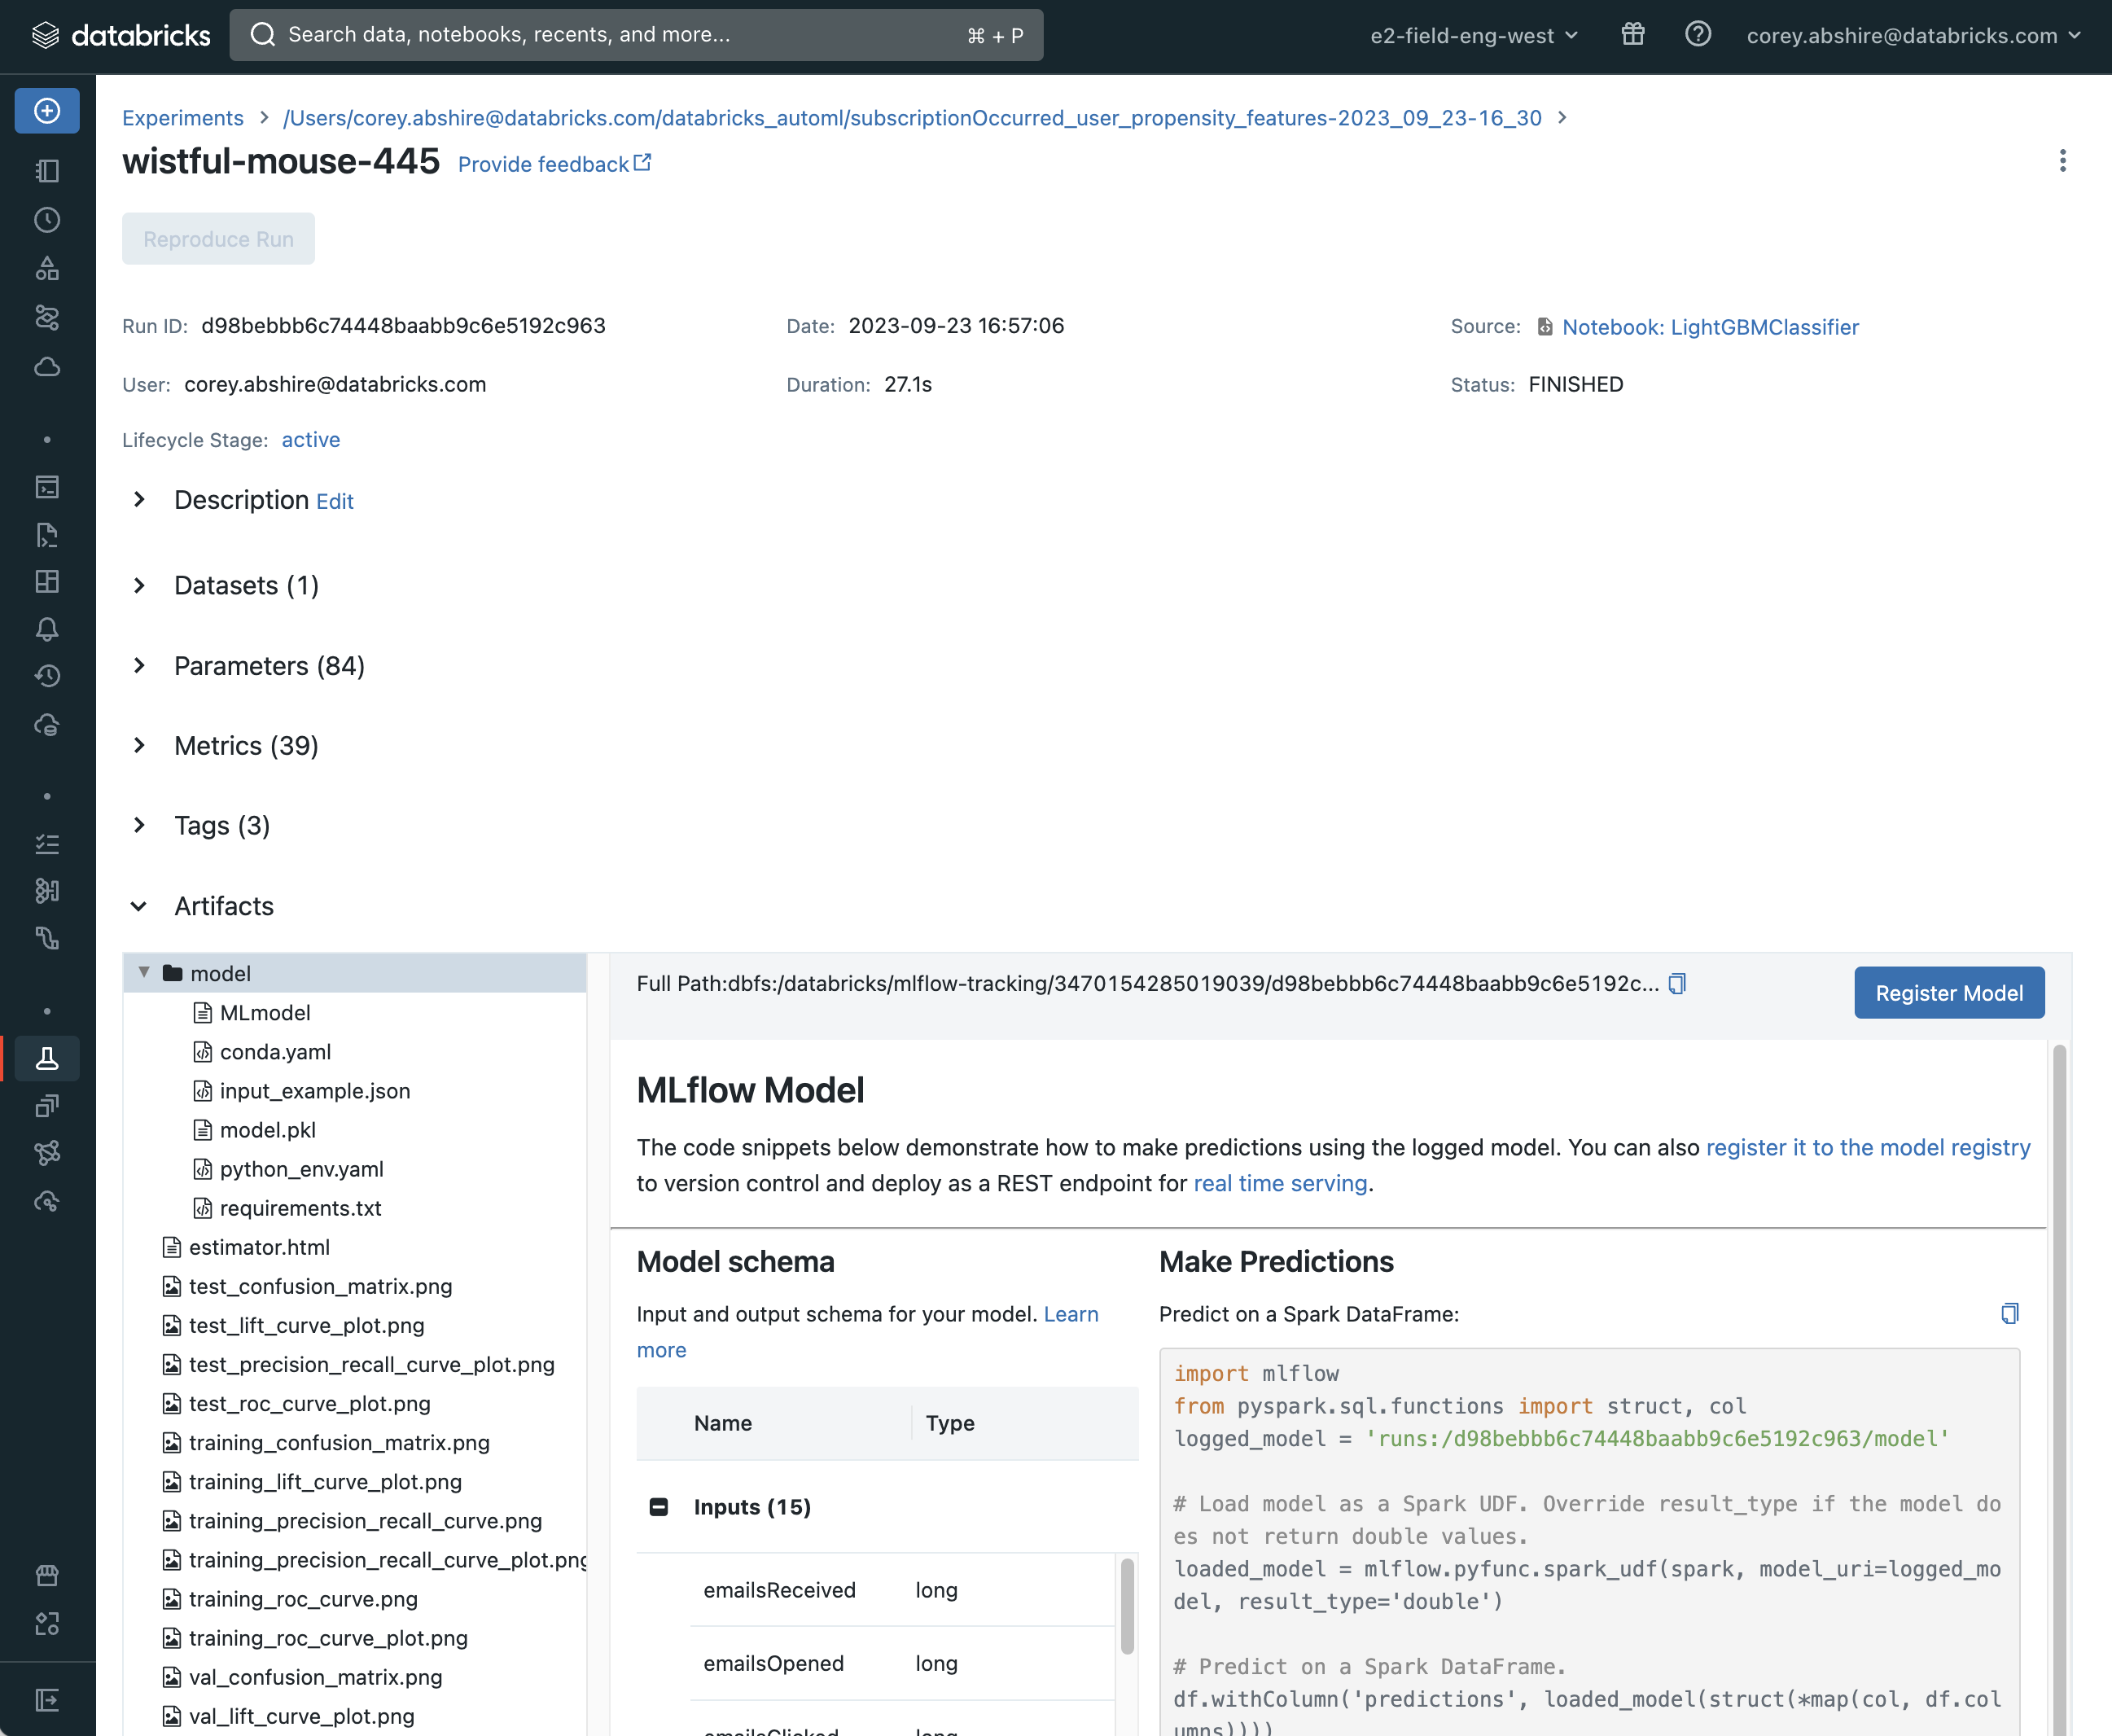 databricks
Search data, notebooks, recents, and more...
⌘ + P
e2-field-eng-west
corey.abshire@databricks.com
Experiments
/Users/corey.abshire@databricks.com/databricks_automl/subscriptionOccurred_user_propensity_features-2023_09_23-16_30
wistful-mouse-445
Provide feedback
Reproduce Run
Run ID: d98bebbb6c74448baabb9c6e5192c963
Date: 2023-09-23 16:57:06
Source: Notebook: LightGBMClassifier
User: corey.abshire@databricks.com
Duration: 27.1s
Status: FINISHED
Lifecycle Stage: active
Description Edit
Datasets (1)
Parameters (84)
Metrics (39)
Tags (3)
Artifacts
model
MLmodel
conda.yaml
input_example.json
model.pkl
python_env.yaml
requirements.txt
estimator.html
test_confusion_matrix.png
test_lift_curve_plot.png
test_precision_recall_curve_plot.png
test_roc_curve_plot.png
training_confusion_matrix.png
training_lift_curve_plot.png
training_precision_recall_curve.png
training_precision_recall_curve_plot.png
training_roc_curve.png
training_roc_curve_plot.png
val_confusion_matrix.png
val_lift_curve_plot.png
Full Path:dbfs:/databricks/mlflow-tracking/3470154285019039/d98bebbb6c74448baabb9c6e5192c...
Register Model
MLflow Model
The code snippets below demonstrate how to make predictions using the logged model. You can also register it to the model registry
to version control and deploy as a REST endpoint for real time serving.
Model schema
Input and output schema for your model. Learn
more
Name
Type
Inputs (15)
emailsReceived
long
emailsOpened
long
emailsClicked
long
Make Predictions
Predict on a Spark DataFrame:
import mlflow
from pyspark.sql.functions import struct, col
logged_model = 'runs:/d98bebbb6c74448baabb9c6e5192c963/model'
# Load model as a Spark UDF. Override result_type if the model do
es not return double values.
loaded_model = mlflow.pyfunc.spark_udf(spark, model_uri=logged_mo
del, result_type='double')
# Predict on a Spark DataFrame.
df.withColumn('predictions', loaded_model(struct(*map(col, df.col
umns))))